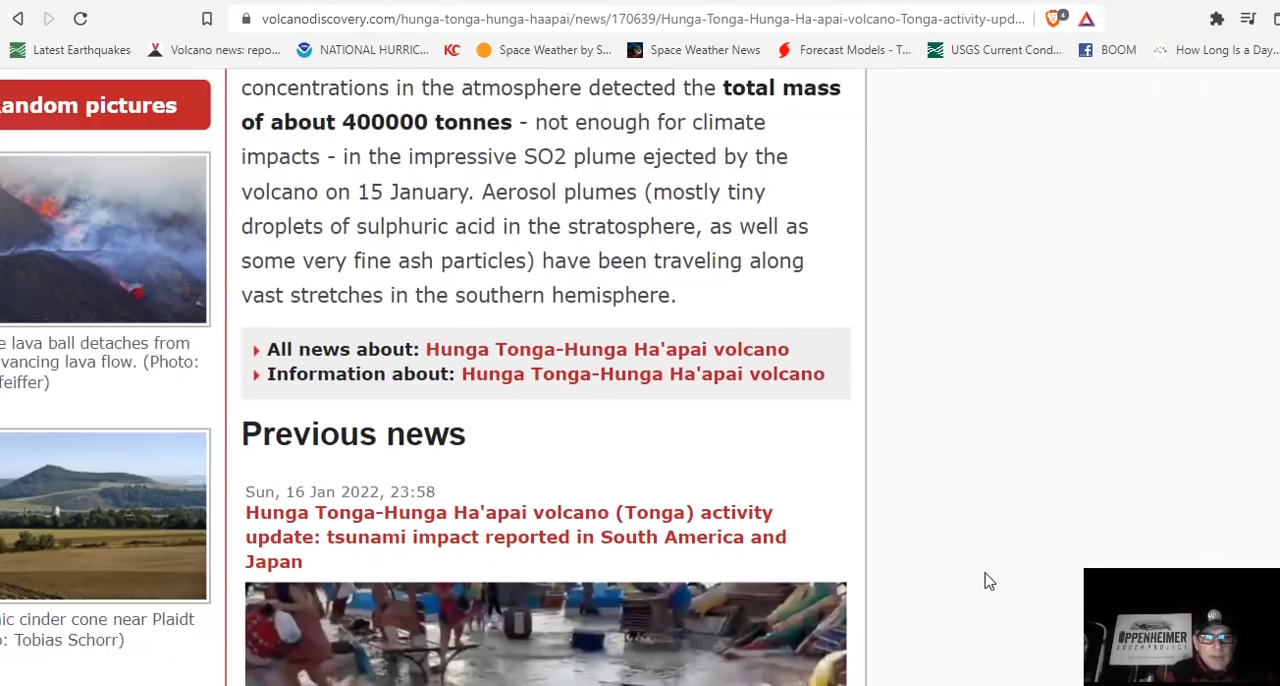 volcanodiscovery.com/hunga-tonga-hunga-haapai/news/170639/Hunga-Tonga-Hunga-Ha-apai-volcano-Tonga-activity-upd...
4
Latest Earthquakes
Volcano news: repo...
NATIONAL HURRIC...
KC
Space Weather by S...
Space Weather News
Forecast Models - T...
USGS Current Cond...
BOOM
How Long Is a Day...
andom pictures
e lava ball detaches from
vancing lava flow. (Photo:
feiffer)
ic cinder cone near Plaidt
o: Tobias Schorr)
concentrations in the atmosphere detected the total mass
of about 400000 tonnes - not enough for climate
impacts - in the impressive SO2 plume ejected by the
volcano on 15 January. Aerosol plumes (mostly tiny
droplets of sulphuric acid in the stratosphere, as well as
some very fine ash particles) have been traveling along
vast stretches in the southern hemisphere.
All news about: Hunga Tonga-Hunga Ha'apai volcano
Information about: Hunga Tonga-Hunga Ha'apai volcano
Previous news
Sun, 16 Jan 2022, 23:58
Hunga Tonga-Hunga Ha'apai volcano (Tonga) activity
update: tsunami impact reported in South America and
Japan
OPPENHEIMER